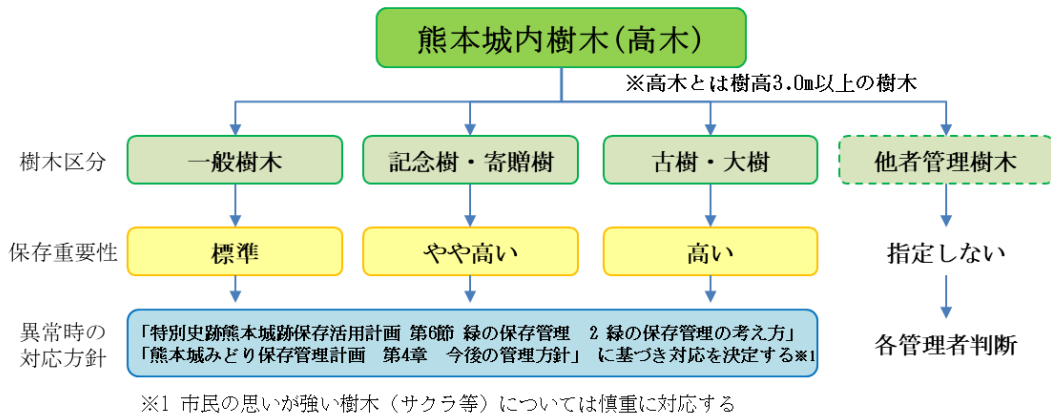 熊本城内樹木(高木)
※高木とは樹高3.0m以上の樹木
樹木区分
一般樹木
記念樹・寄贈樹
古樹・大樹
他者管理樹木
保存重要性
標準
やや高い
高い
指定しない
異常時の
対応方針
「特別史跡熊本城跡保存活用計画 第6節 緑の保存管理 2 緑の保存管理の考え方」
「熊本城みどり保存管理計画 第4章 今後の管理方針」 に基づき対応を決定する※1
各管理者判断
※1 市民の思いが強い樹木（サクラ等）については慎重に対応する